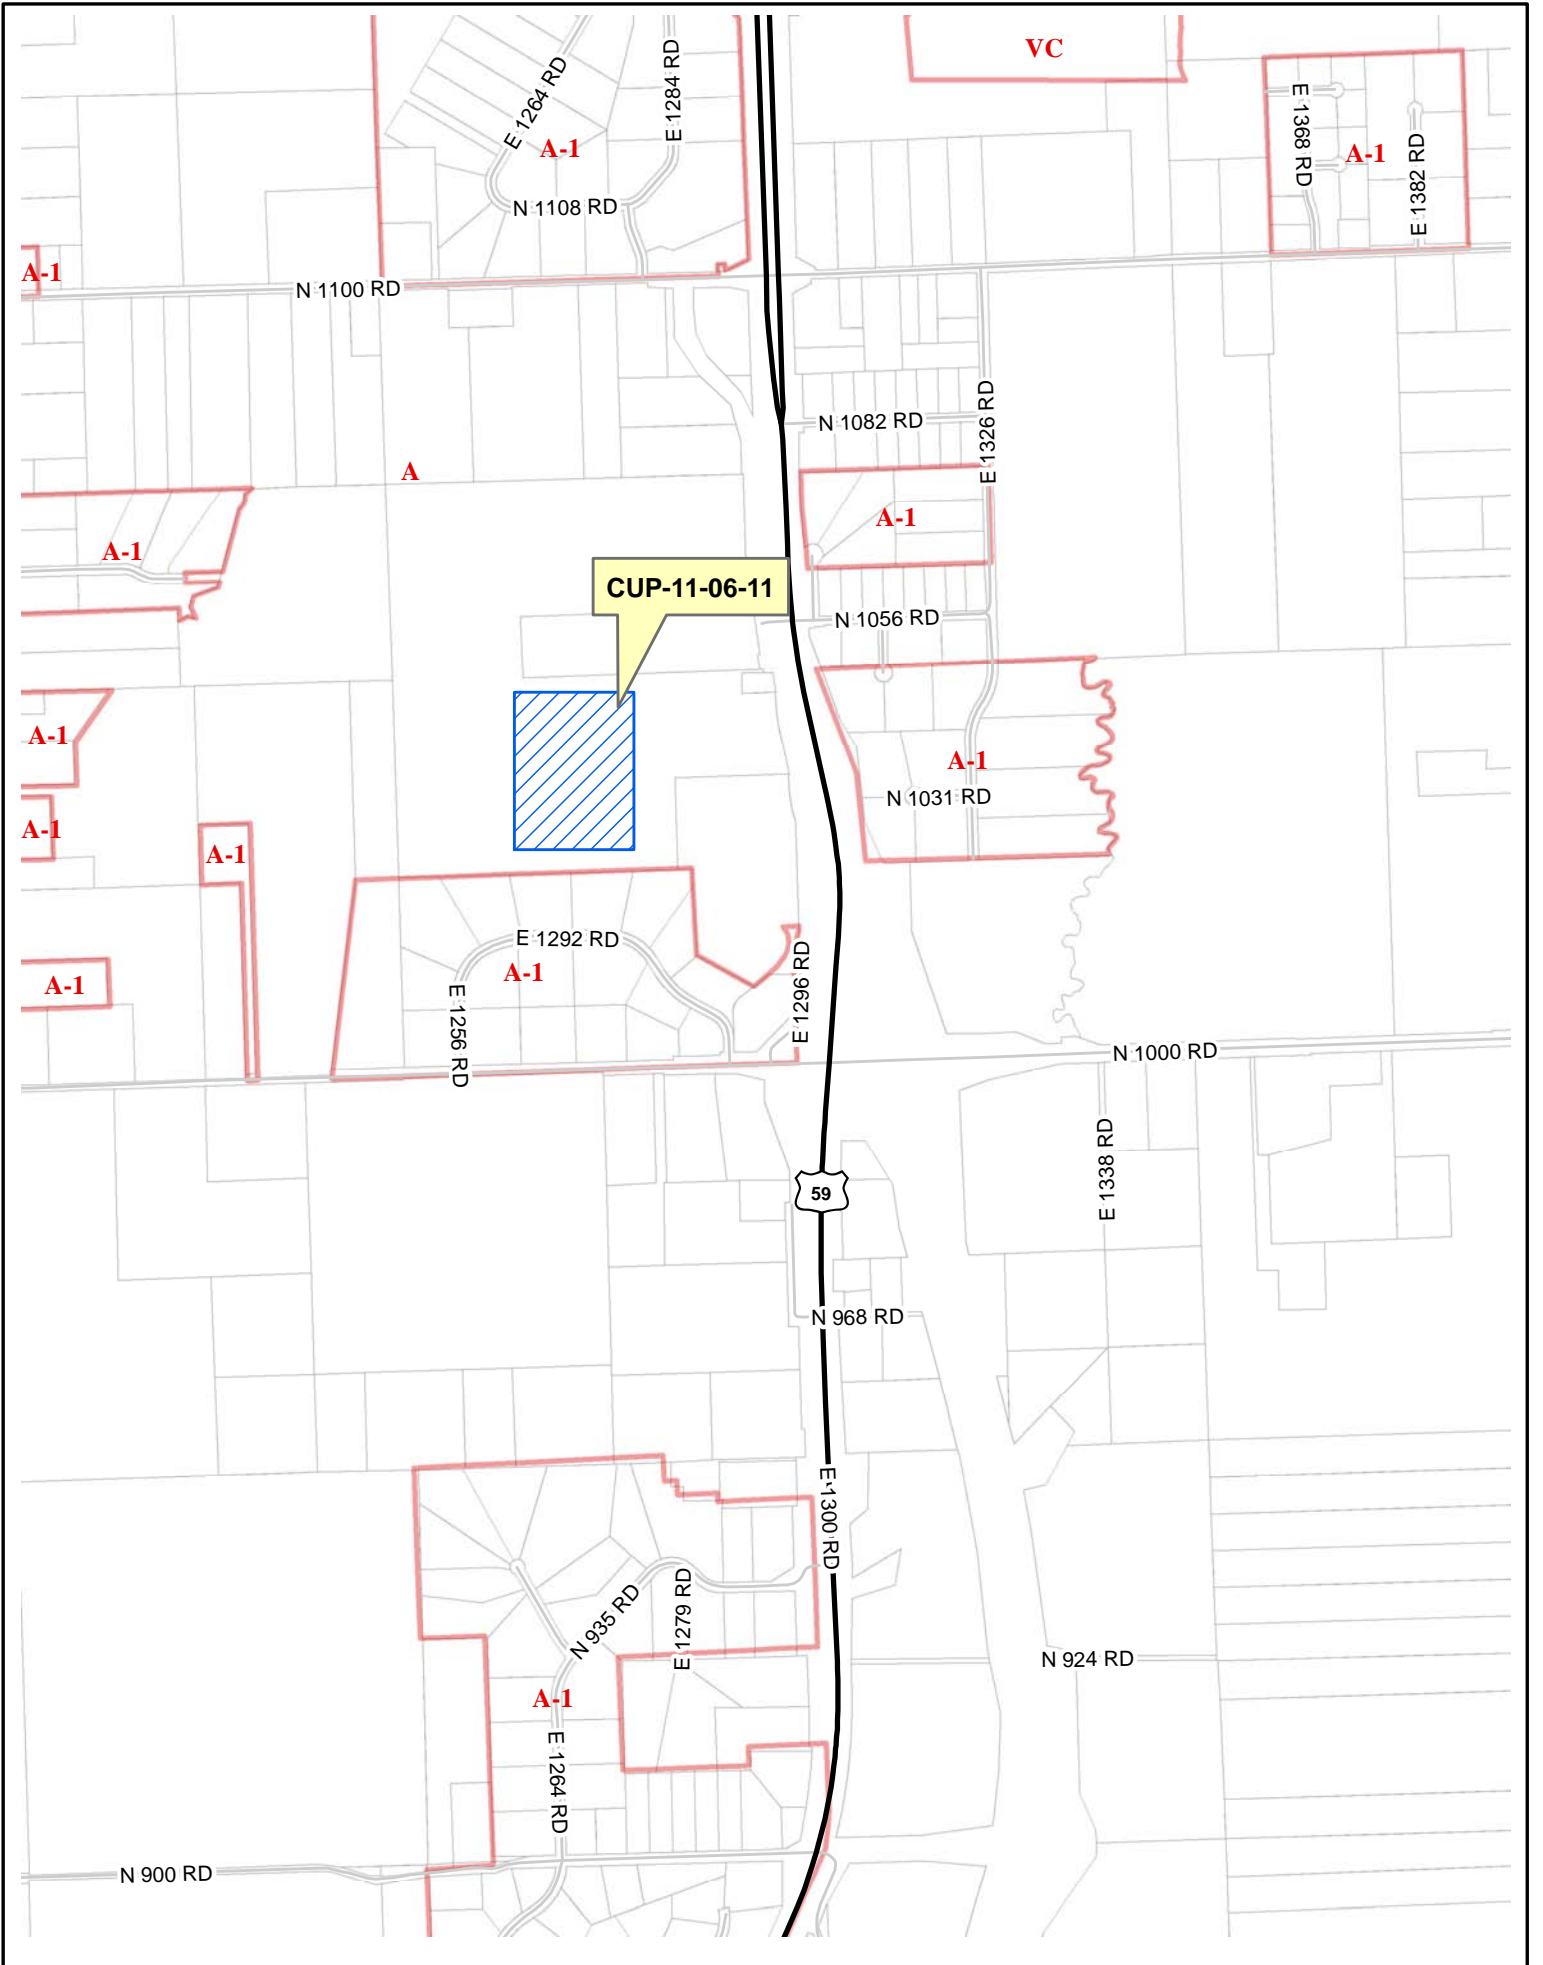 VC
E 1264 RD
E 1284 RD
E 1368 RD
E 1382 RD
A-1
A-1
N 1108 RD
A-1
N 1100 RD
N 1082 RD
E 1326 RD
A
A-1
A-1
CUP-11-06-11
N 1056 RD
A-1
A-1
N 1031 RD
A-1
A-1
E 1292 RD
A-1
E 1296 RD
A-1
E 1256 RD
N 1000 RD
E 1338 RD
59
N 968 RD
E 1300 RD
N 935 RD
E 1279 RD
N 924 RD
A-1
E 1264 RD
N 900 RD